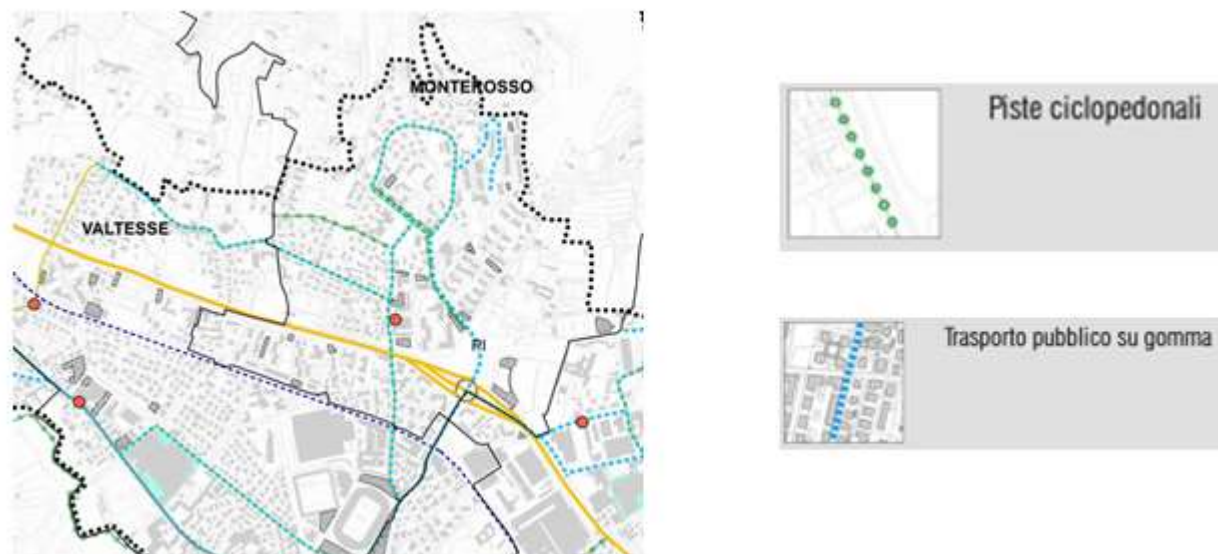 MONTEROSSO
VALTESSE
RI
Piste ciclopedonali
Trasporto pubblico su gomma